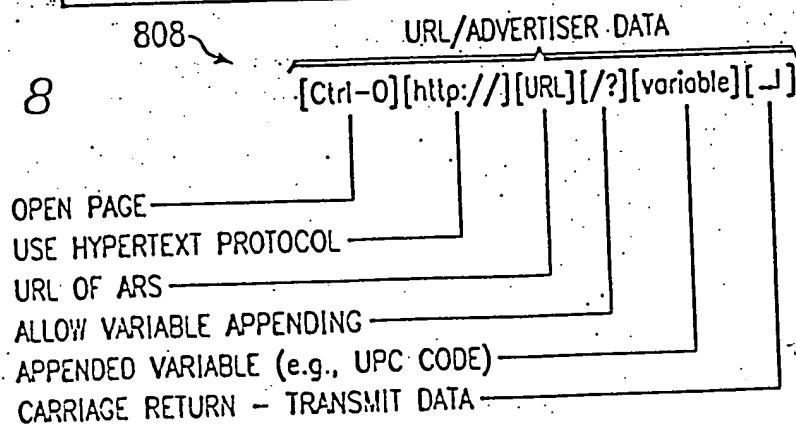 808
URL/ADVERTISER DATA
8
[Ctrl-O][http://][URL][/?][variable][↵]
OPEN PAGE
USE HYPERTEXT PROTOCOL
URL OF ARS
ALLOW VARIABLE APPENDING
APPENDED VARIABLE (e.g., UPC CODE)
CARRIAGE RETURN - TRANSMIT DATA